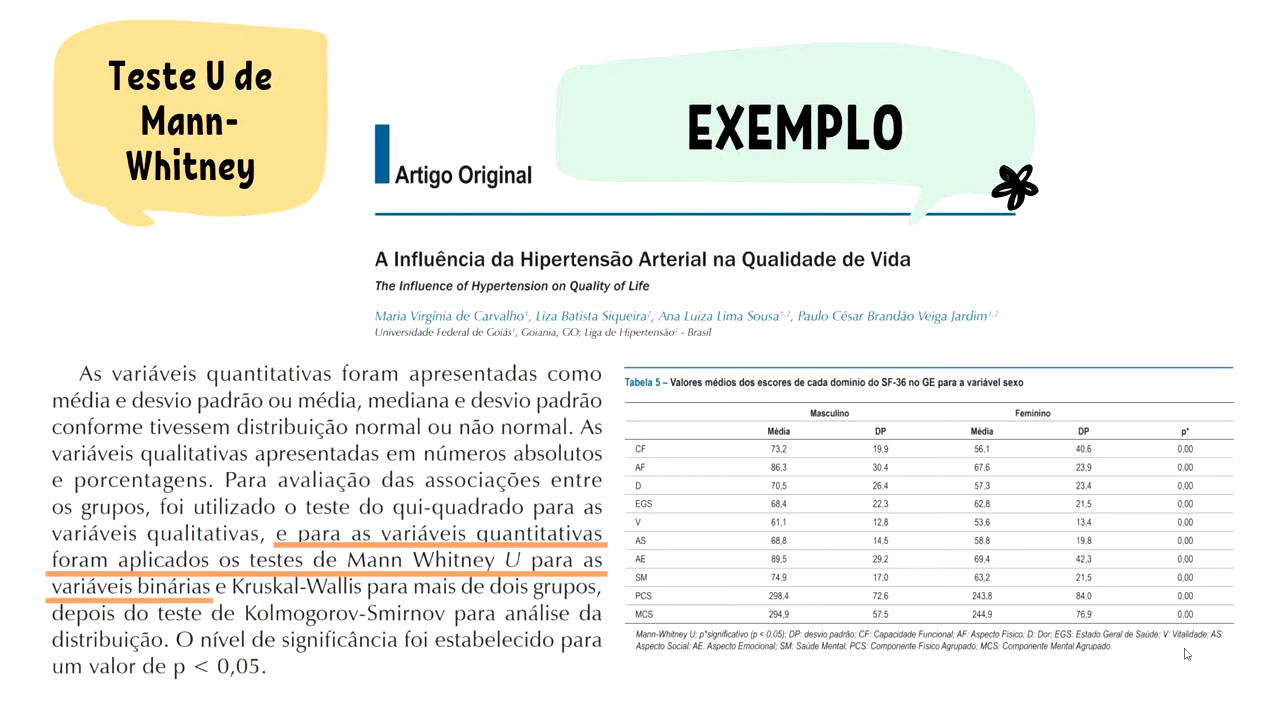 Teste U de
Mann-
Whitney
EXEMPLO
Artigo Original
A Influência da Hipertensão Arterial na Qualidade de Vida
The Influence of Hypertension on Quality of Life
Maria Virgínia de Carvalho¹, Liza Batista Siqueira², Ana Luiza Lima Sousa¹,², Paulo César Brandão Veiga Jardim¹,²
Universidade Federal de Goiás¹, Goiania, GO; Liga de Hipertensão² - Brasil
As variáveis quantitativas foram apresentadas como
média e desvio padrão ou média, mediana e desvio padrão
conforme tivessem distribuição normal ou não normal. As
variáveis qualitativas apresentadas em números absolutos
e porcentagens. Para avaliação das associações entre
os grupos, foi utilizado o teste do qui-quadrado para as
variáveis qualitativas, e para as variáveis quantitativas
foram aplicados os testes de Mann Whitney U para as
variáveis binárias e Kruskal-Wallis para mais de dois grupos,
depois do teste de Kolmogorov-Smirnov para análise da
distribuição. O nível de significância foi estabelecido para
um valor de p < 0,05.
Tabela 5 – Valores médios dos escores de cada domínio do SF-36 no GE para a variável sexo
Masculino Feminino
Média DP Média DP p*
CF 73,2 19,9 56,1 40,6 0,00
AF 86,3 30,4 67,6 23,9 0,00
D 70,5 26,4 57,3 23,4 0,00
EGS 68,4 22,3 62,8 21,5 0,00
V 61,1 12,8 53,6 13,4 0,00
AS 68,8 14,5 58,8 19,8 0,00
AE 89,5 29,2 69,4 42,3 0,00
SM 74,9 17,0 63,2 21,5 0,00
PCS 298,4 72,6 243,8 84,0 0,00
MCS 294,9 57,5 244,9 76,9 0,00
Mann-Whitney U; p*significativo (p < 0,05); DP: desvio padrão; CF: Capacidade Funcional; AF: Aspecto Físico; D: Dor; EGS: Estado Geral de Saúde; V: Vitalidade; AS:
Aspecto Social; AE: Aspecto Emocional; SM: Saúde Mental; PCS: Componente Físico Agrupado; MCS: Componente Mental Agrupado.